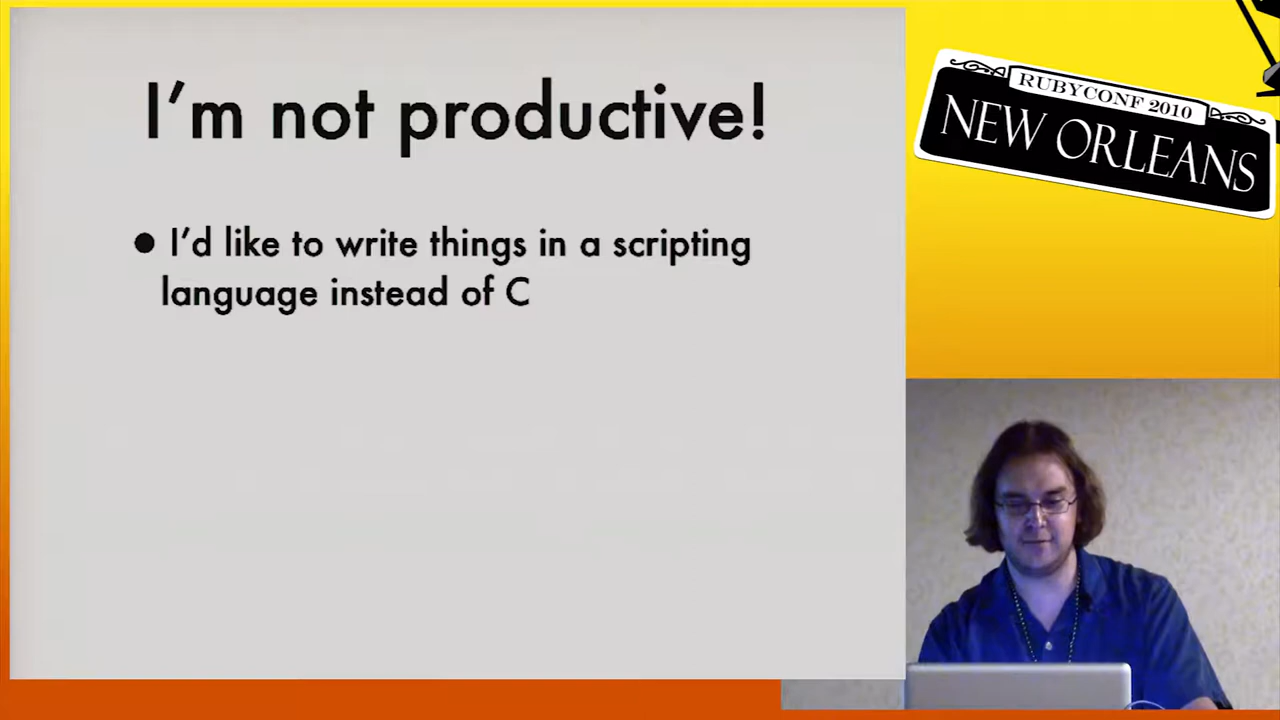 I'm not productive!
● I'd like to write things in a scripting
language instead of C
RUBYCONF 2010
NEW ORLEANS